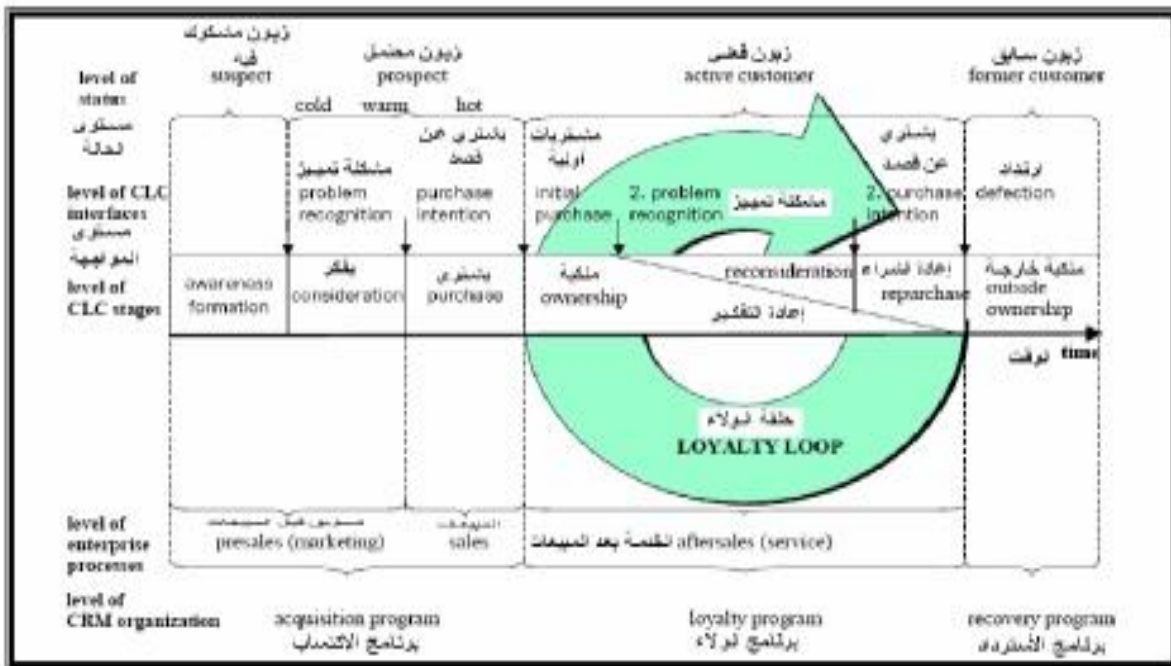 زبون مشكوك
فيه
suspect
زبون محتمل
prospect
زبون فعلي
active customer
زبون سابق
former customer
level of
status
مستوى
الحالة
cold warm hot
مشكلة تمييز
problem
recognition
يشتري عن
قصد
purchase
intention
مشتريات
أولية
initial
purchase
2. problem
recognition
مشكلة تمييز
يشتري
عن قصد
2. purchase
intention
ارتداد
defection
level of CLC
interfaces
مستوى
المواجهة
level of
CLC stages
awareness
formation
يفكر
consideration
يشتري
purchase
ملكية
ownership
reconsideration
إعادة التفكير
إعادة الشراء
repurchase
ملكية خارجة
outside
ownership
الوقت time
حلقة الولاء
LOYALTY LOOP
level of
enterprise
processes
presales (marketing)
المبيعات
sales
الخدمة بعد المبيعات aftersales (service)
level of
CRM organization
acquisition program
برنامج الاكتساب
loyalty program
برنامج الولاء
recovery program
برنامج الأسترداد